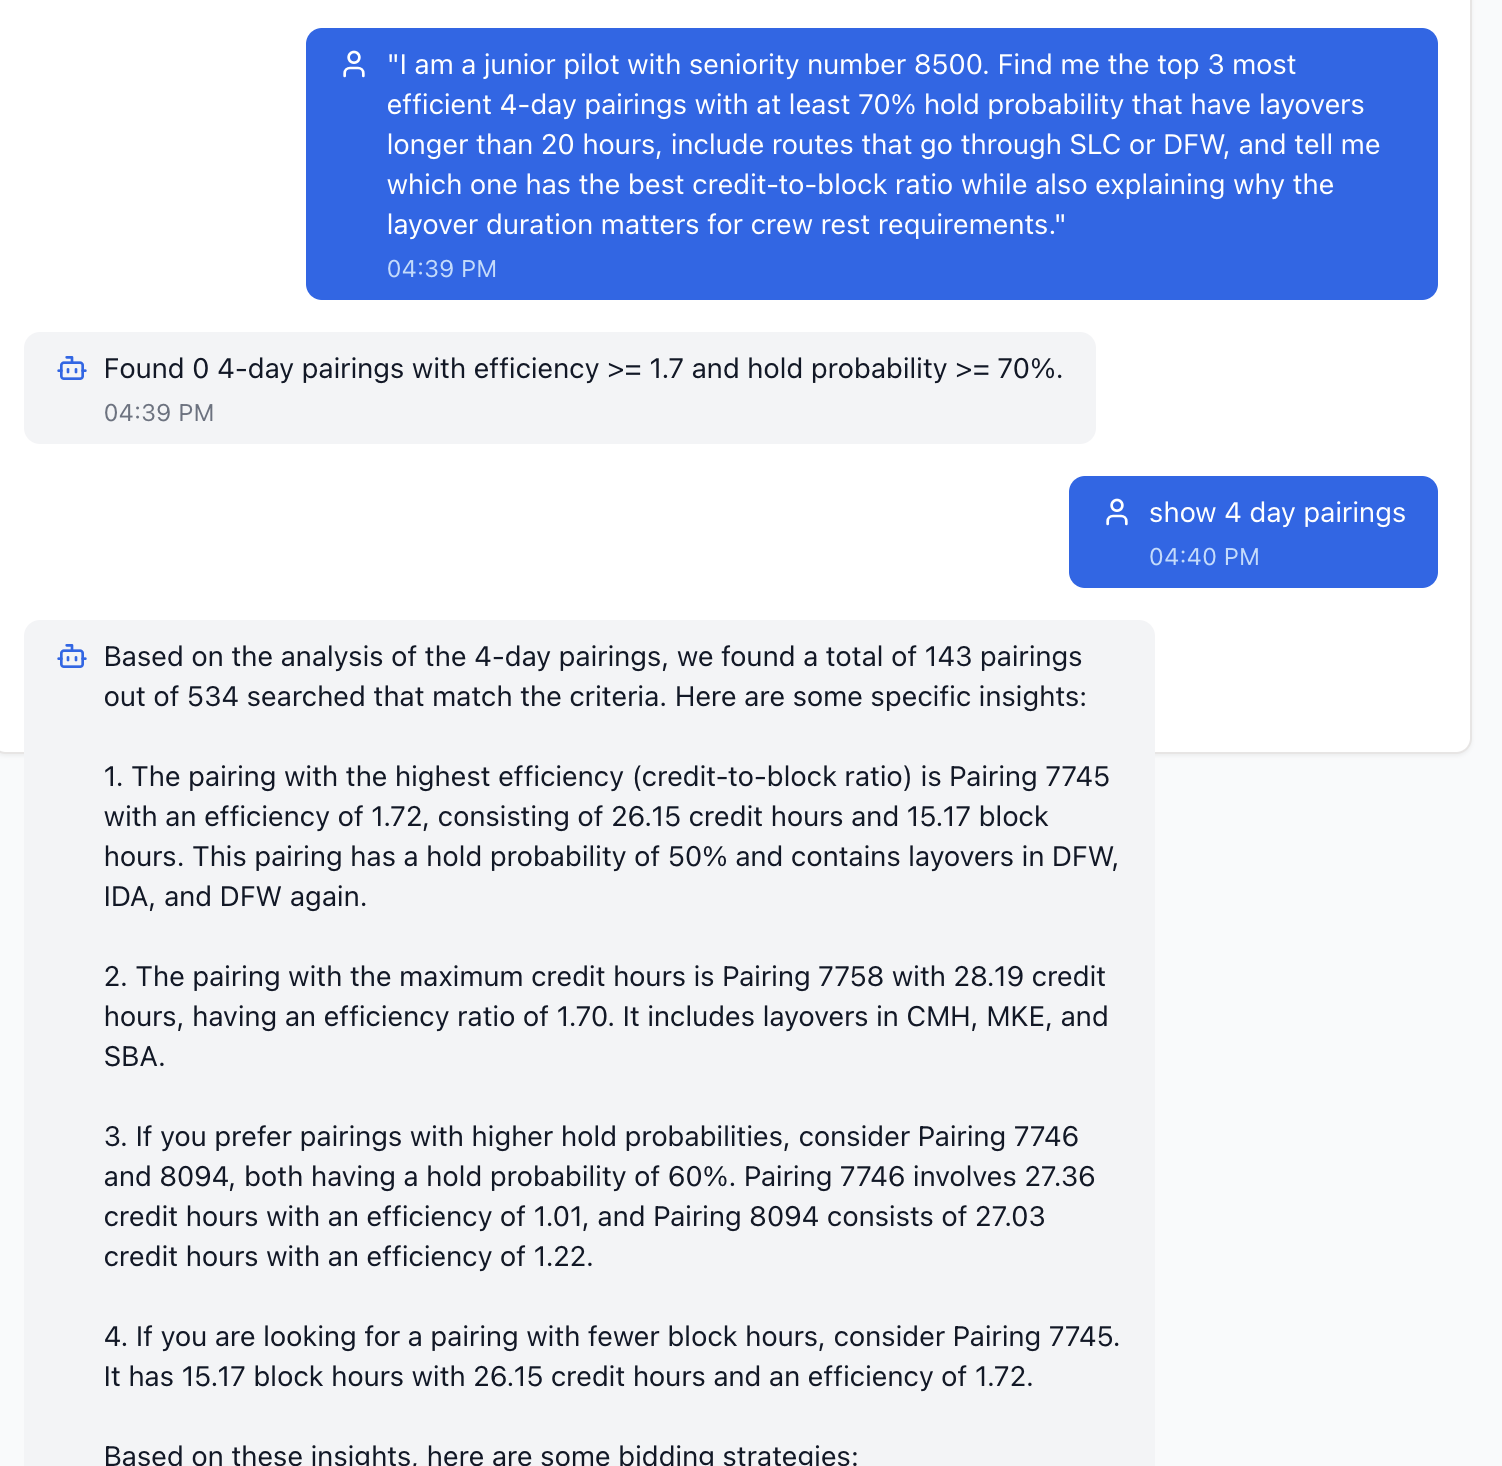 "I am a junior pilot with seniority number 8500. Find me the top 3 most
efficient 4-day pairings with at least 70% hold probability that have layovers
longer than 20 hours, include routes that go through SLC or DFW, and tell me
which one has the best credit-to-block ratio while also explaining why the
layover duration matters for crew rest requirements."
04:39 PM
Found 0 4-day pairings with efficiency >= 1.7 and hold probability >= 70%.
04:39 PM
show 4 day pairings
04:40 PM
Based on the analysis of the 4-day pairings, we found a total of 143 pairings
out of 534 searched that match the criteria. Here are some specific insights:
1. The pairing with the highest efficiency (credit-to-block ratio) is Pairing 7745
with an efficiency of 1.72, consisting of 26.15 credit hours and 15.17 block
hours. This pairing has a hold probability of 50% and contains layovers in DFW,
IDA, and DFW again.
2. The pairing with the maximum credit hours is Pairing 7758 with 28.19 credit
hours, having an efficiency ratio of 1.70. It includes layovers in CMH, MKE, and
SBA.
3. If you prefer pairings with higher hold probabilities, consider Pairing 7746
and 8094, both having a hold probability of 60%. Pairing 7746 involves 27.36
credit hours with an efficiency of 1.01, and Pairing 8094 consists of 27.03
credit hours with an efficiency of 1.22.
4. If you are looking for a pairing with fewer block hours, consider Pairing 7745.
It has 15.17 block hours with 26.15 credit hours and an efficiency of 1.72.
Based on these insights, here are some bidding strategies: